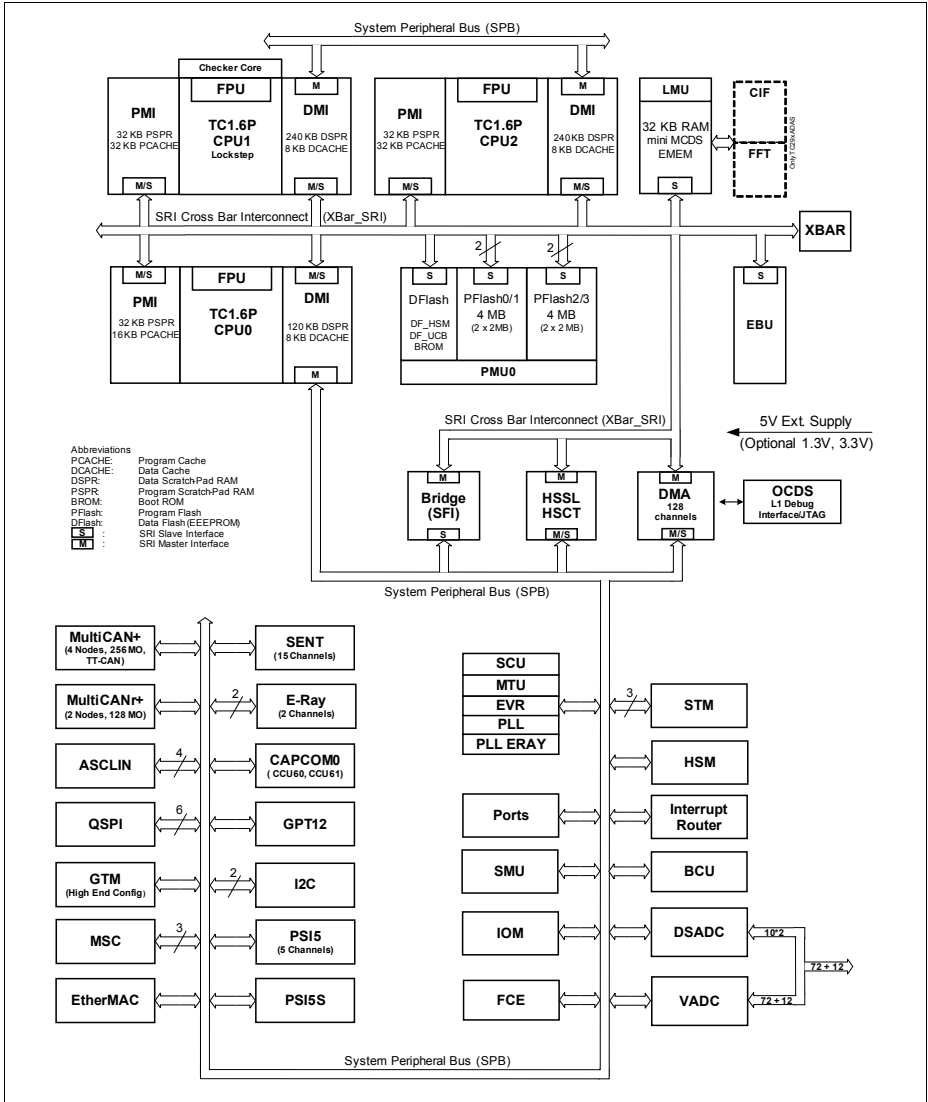 System Peripheral Bus (SPB)
Checker Core
FPU
PMI
32 KB PSPR
32 KB PCACHE
M/S
TC1.6P
CPU1
Lockstep
M
DMI
240 KB DSPR
8 KB DCACHE
M/S
PMI
32 KB PSPR
32 KB PCACHE
M/S
FPU
TC1.6P
CPU2
M
DMI
240 KB DSPR
8 KB DCACHE
M/S
LMU
32 KB RAM
mini MCDS
EMEM
S
CIF
FFT
Only TC29x ADAS
SRI Cross Bar Interconnect (XBar_SRI)
XBAR
M/S
PMI
32 KB PSPR
16 KB PCACHE
FPU
TC1.6P
CPU0
M/S
DMI
120 KB DSPR
8 KB DCACHE
M
S
DFlash
DF_HSM
DF_UCB
BROM
2
S
PFlash0/1
4 MB
(2 x 2MB)
2
S
PFlash2/3
4 MB
(2 x 2 MB)
PMU0
S
EBU
SRI Cross Bar Interconnect (XBar_SRI)
5V Ext. Supply
(Optional 1.3V, 3.3V)
Abbreviations
PCACHE: Program Cache
DCACHE: Data Cache
DSPR: Data Scratch-Pad RAM
PSPR: Program Scratch-Pad RAM
BROM: Boot ROM
PFlash: Program Flash
DFlash: Data Flash (EEEPROM)
S : SRI Slave Interface
M : SRI Master Interface
M
Bridge
(SFI)
S
M
HSSL
HSCT
M/S
M
DMA
128
channels
M/S
OCDS
L1 Debug
Interface/JTAG
System Peripheral Bus (SPB)
MultiCAN+
(4 Nodes, 256 MO,
TT-CAN)
SENT
(15 Channels)
MultiCANr+
(2 Nodes, 128 MO)
2
E-Ray
(2 Channels)
ASCLIN
4
CAPCOM0
( CCU60, CCU61)
QSPI
6
GPT12
GTM
(High End Config)
2
I2C
MSC
3
PSI5
(5 Channels)
EtherMAC
PSI5S
SCU
MTU
EVR
PLL
PLL ERAY
3
STM
HSM
Ports
Interrupt
Router
SMU
BCU
IOM
DSADC
10*2
72 + 12
FCE
VADC
72 + 12
System Peripheral Bus (SPB)